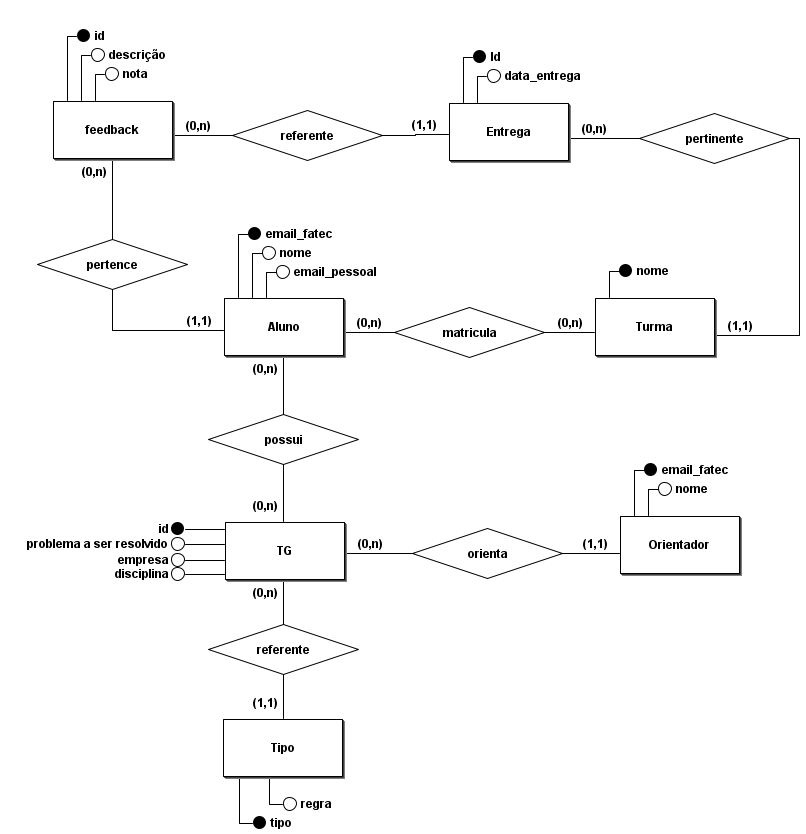 id
descrição
nota
Id
data_entrega
feedback
(0,n)
referente
(1,1)
Entrega
(0,n)
pertinente
(0,n)
pertence
(1,1)
email_fatec
nome
email_pessoal
Aluno
(0,n)
matricula
(0,n)
nome
Turma
(1,1)
(0,n)
possui
(0,n)
id
problema a ser resolvido
empresa
disciplina
TG
(0,n)
orienta
(1,1)
email_fatec
nome
Orientador
(0,n)
referente
(1,1)
Tipo
regra
tipo